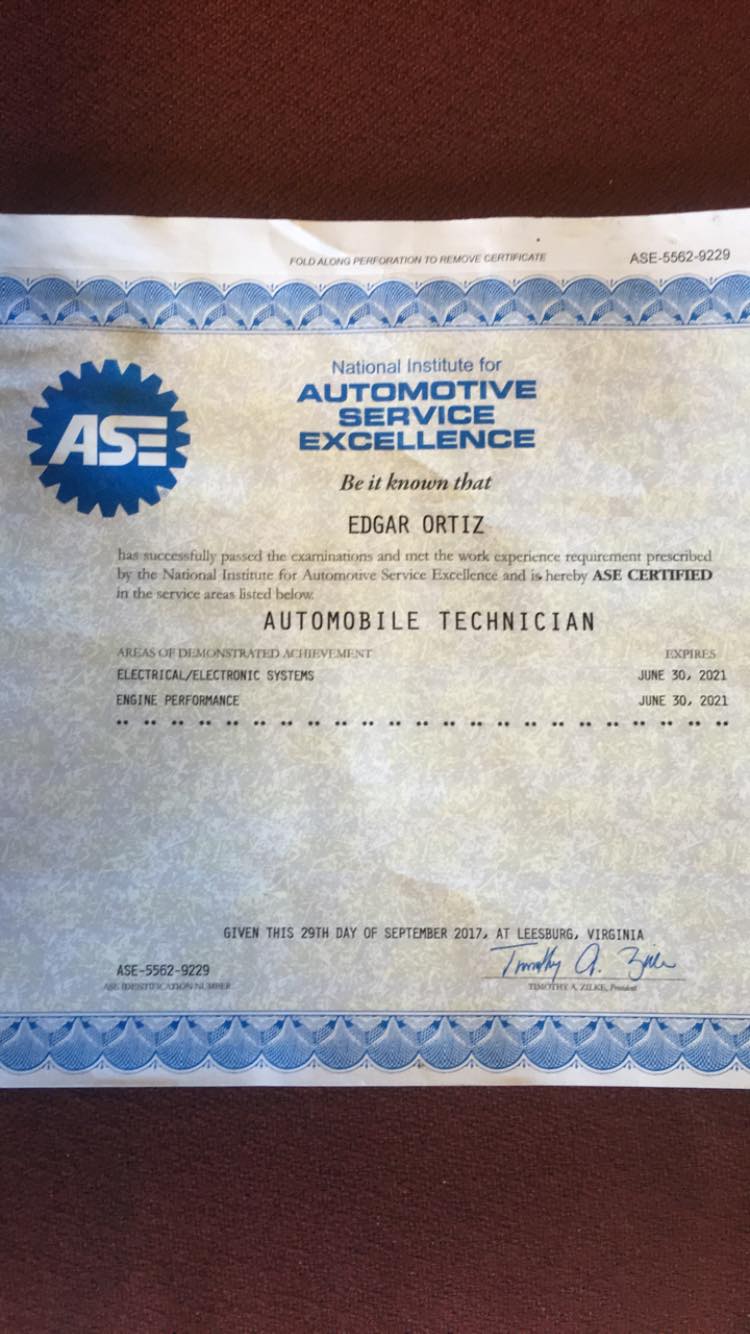 FOLD ALONG PERFORATION TO REMOVE CERTIFICATE ASE-5562-9229
ASE
National Institute for
AUTOMOTIVE
SERVICE
EXCELLENCE
Be it known that
EDGAR ORTIZ
has successfully passed the examinations and met the work experience requirement prescribed
by the National Institute for Automotive Service Excellence and is hereby ASE CERTIFIED
in the service areas listed below.
AUTOMOBILE TECHNICIAN
AREAS OF DEMONSTRATED ACHIEVEMENT EXPIRES
ELECTRICAL/ELECTRONIC SYSTEMS JUNE 30, 2021
ENGINE PERFORMANCE JUNE 30, 2021
** ** ** ** ** ** ** ** ** ** ** ** ** ** ** ** ** ** ** ** ** ** **
GIVEN THIS 29TH DAY OF SEPTEMBER 2017, AT LEESBURG, VIRGINIA
Timothy A. Zilke
ASE-5562-9229
ASE IDENTIFICATION NUMBER TIMOTHY A. ZILKE, President